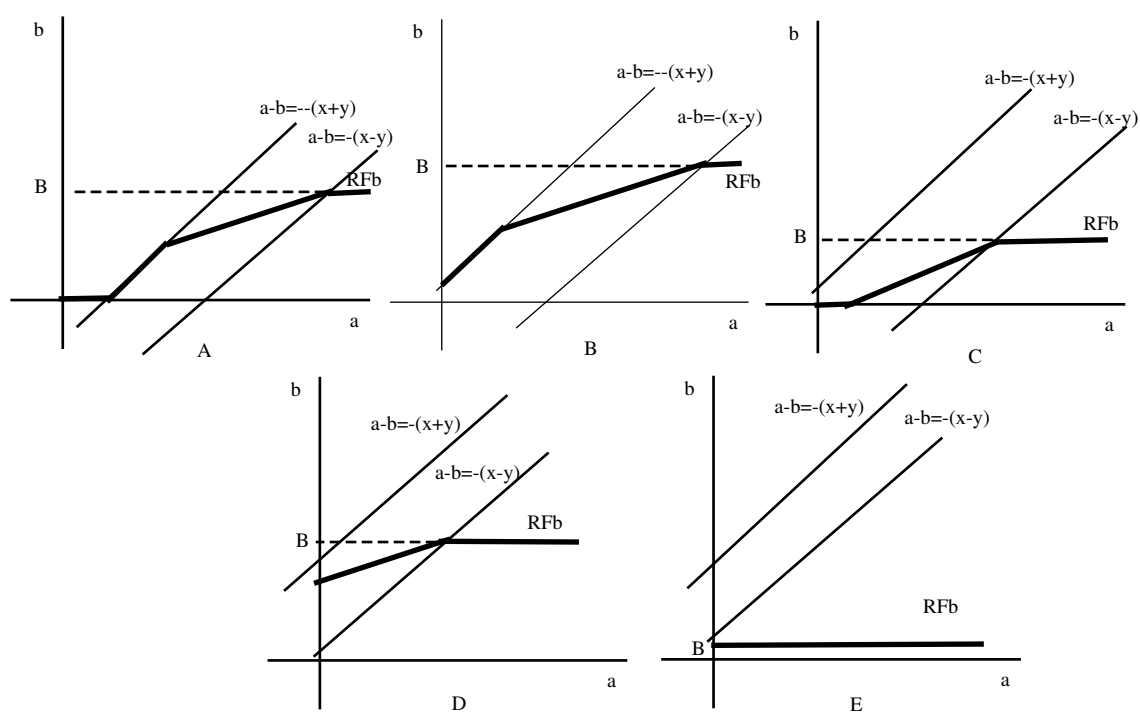 b
a-b=--(x+y)
a-b=-(x-y)
B
RFb
a
A
b
a-b=--(x+y)
a-b=-(x-y)
B
RFb
a
B
b
a-b=-(x+y)
a-b=-(x-y)
B
RFb
a
C
b
a-b=-(x+y)
a-b=-(x-y)
B
RFb
a
D
b
a-b=-(x+y)
a-b=-(x-y)
RFb
B
a
E